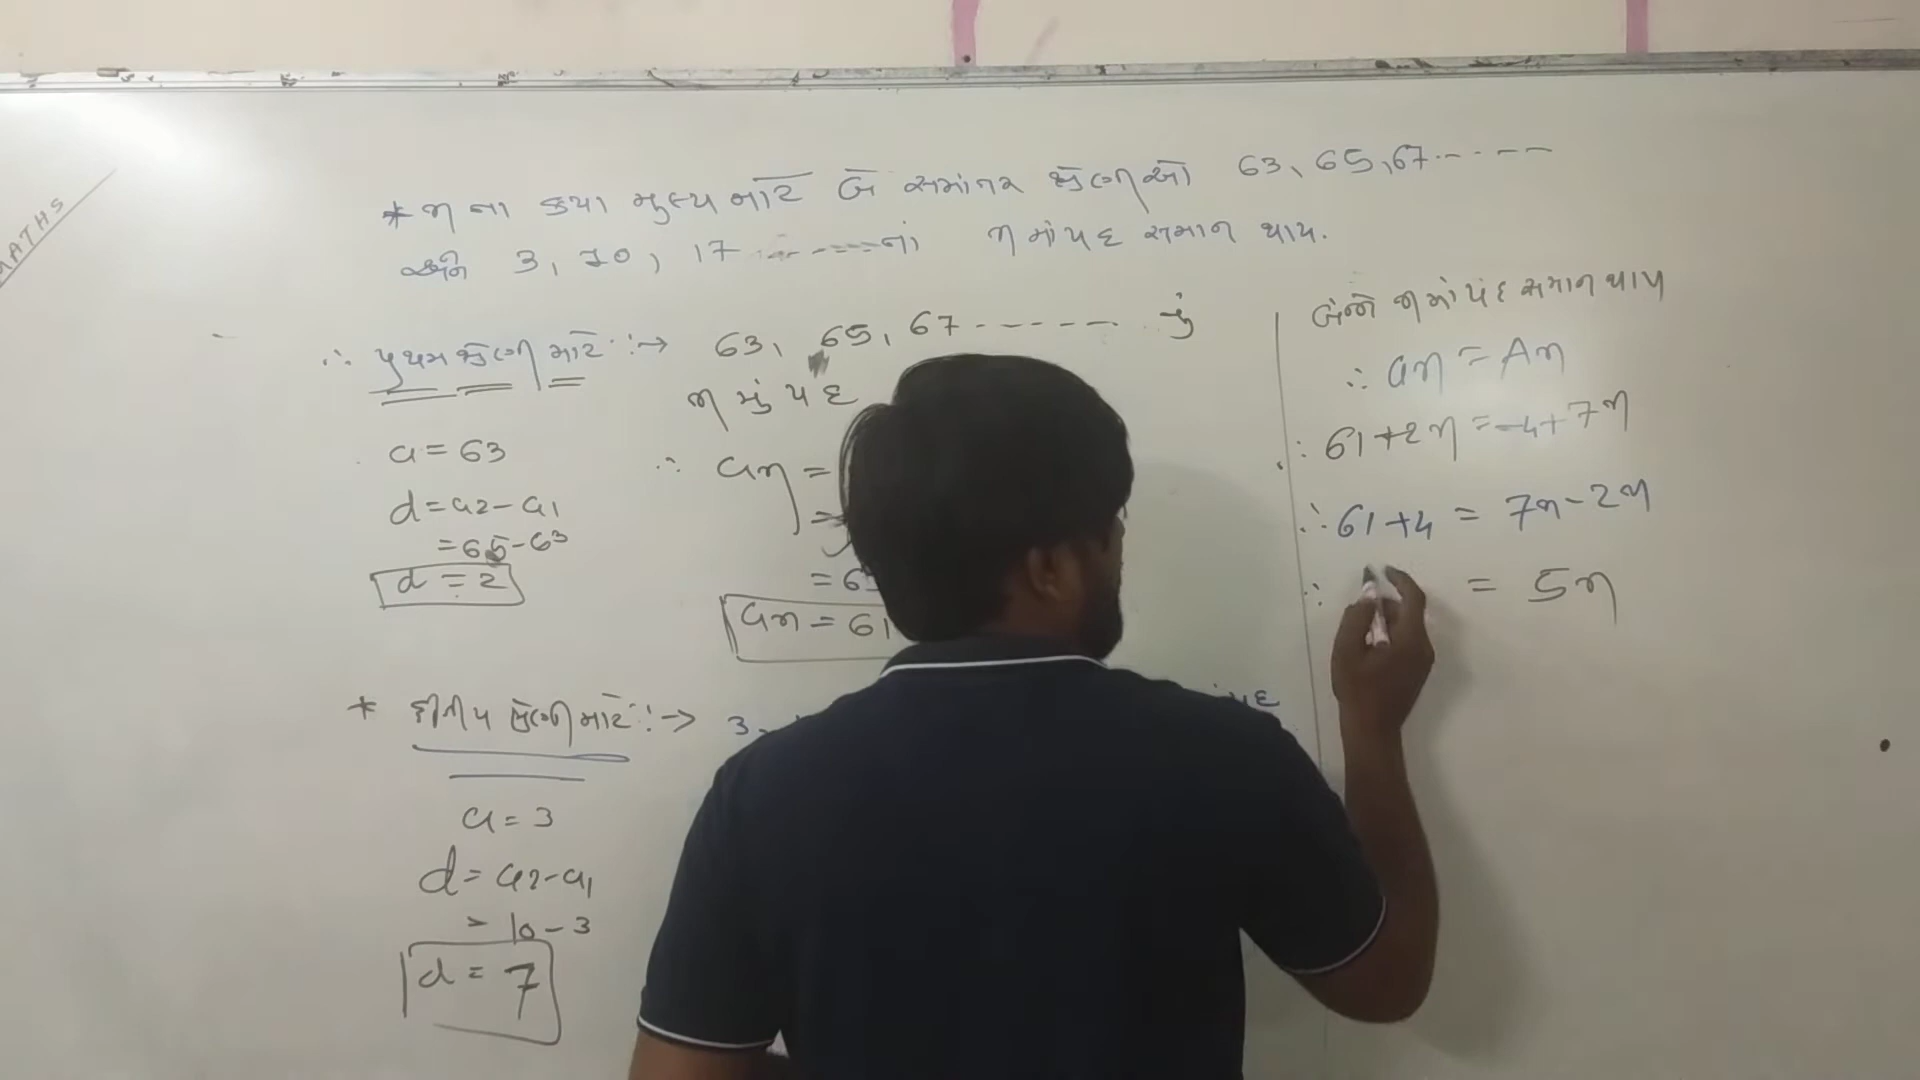 MATHS
* n ના કયા મુલ્ય માટે બે સમાંતર શ્રેણીઓ 63, 65, 67.......
અને 3, 10, 17 .......નાં n માં પદ સમાન થાય.
∴ પ્રથમ શ્રેણી માટે :→ 63, 65, 67 ------ નું
n મું પદ
a = 63
d = a2 - a1
= 65 - 63
d = 2
∴ an =
=
= 6
an = 61
* દ્વીતીય શ્રેણી માટે :→ 3,
પદ
a = 3
d = a2 - a1
= 10 - 3
d = 7
બંન્ને n માં પદ સમાન થાય
∴ an = An
∴ 61 + 2n = -4 + 7n
∴ 61 + 4 = 7n - 2n
∴ = 5n